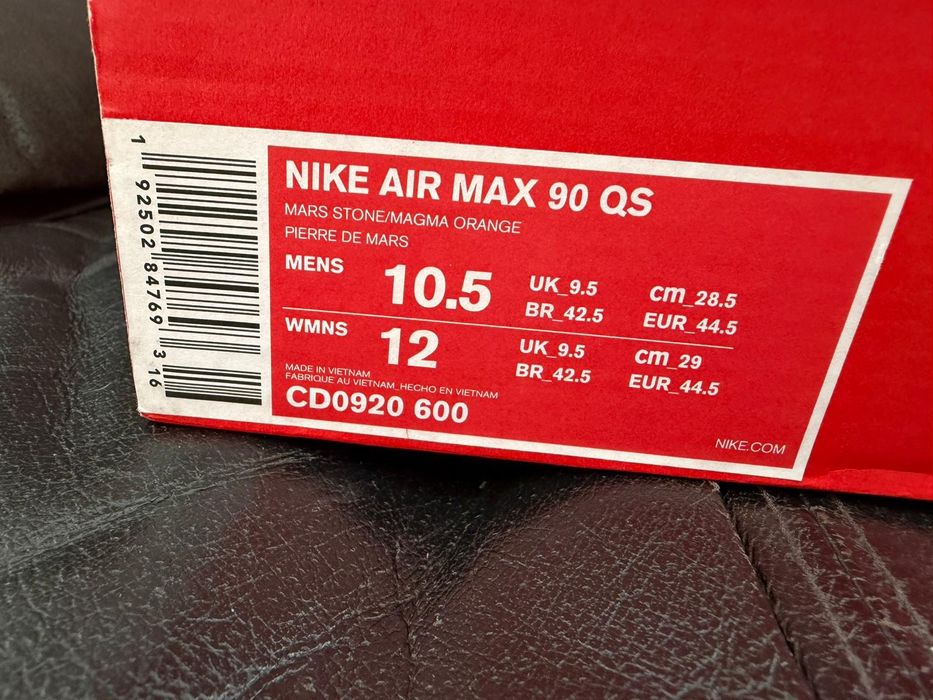 1 92502 84769 3 16
NIKE AIR MAX 90 QS
MARS STONE/MAGMA ORANGE
PIERRE DE MARS
MENS 10.5 UK_9.5 cm_28.5
BR_42.5 EUR_44.5
WMNS 12 UK_9.5 cm_29
BR_42.5 EUR_44.5
MADE IN VIETNAM
FABRIQUE AU VIETNAM_HECHO EN VIETNAM
CD0920 600
NIKE.COM